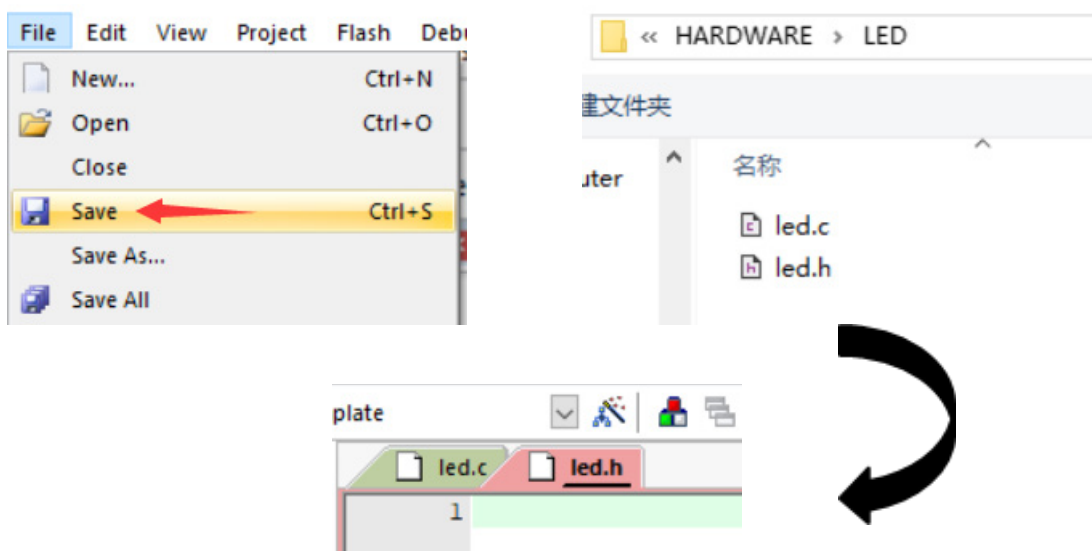 File Edit View Project Flash Deb
New... Ctrl+N
Open Ctrl+O
Close
Save Ctrl+S
Save As...
Save All
« HARDWARE › LED
建文件夹
uter
名称
led.c
led.h
plate
led.c led.h
1